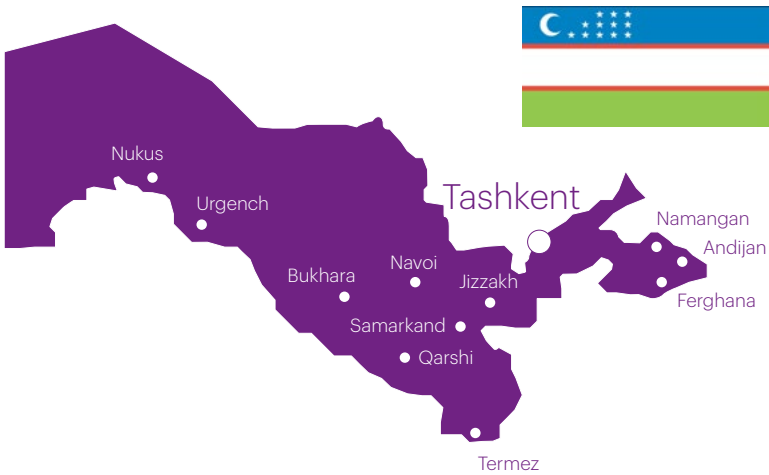 Nukus
Urgench
Tashkent
Namangan
Andijan
Bukhara
Navoi
Jizzakh
Ferghana
Samarkand
Qarshi
Termez